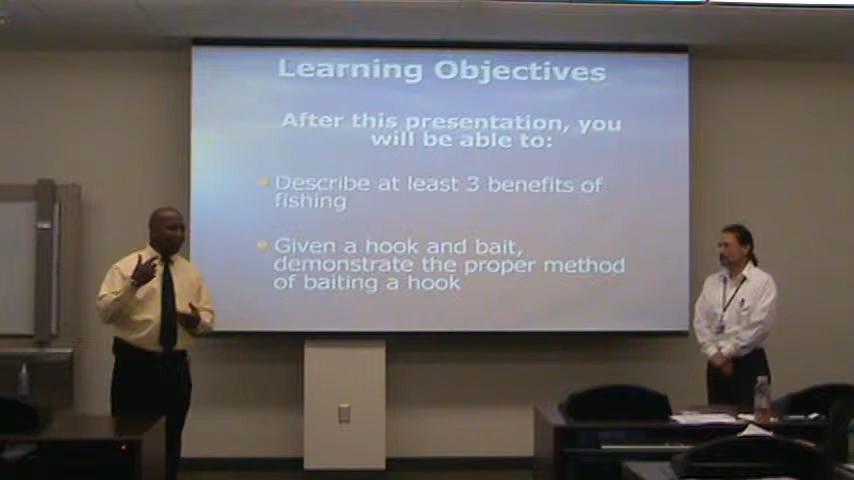 Learning Objectives
After this presentation, you
will be able to:
Describe at least 3 benefits of
fishing
Given a hook and bait,
demonstrate the proper method
of baiting a hook